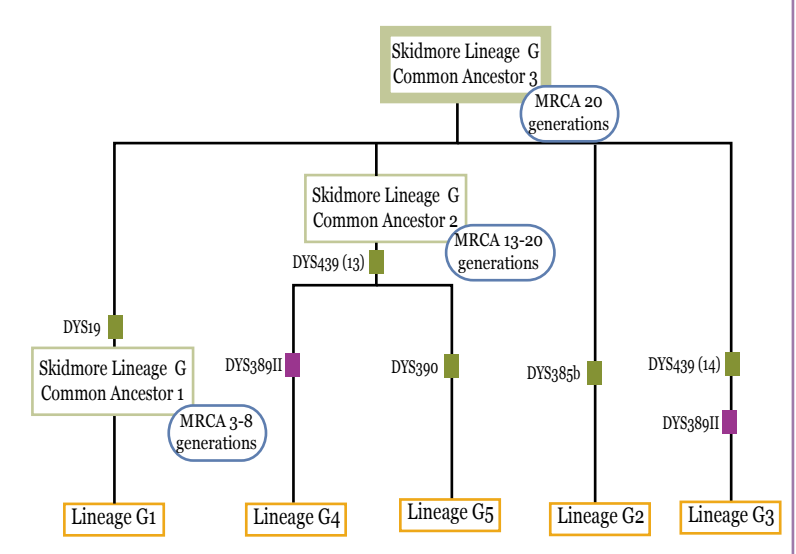 Skidmore Lineage G
Common Ancestor 3
MRCA 20
generations
Skidmore Lineage G
Common Ancestor 2
MRCA 13-20
generations
DYS439 (13)
DYS19
Skidmore Lineage G
Common Ancestor 1
MRCA 3-8
generations
DYS389II
DYS390
DYS385b
DYS439 (14)
DYS389II
Lineage G1
Lineage G4
Lineage G5
Lineage G2
Lineage G3